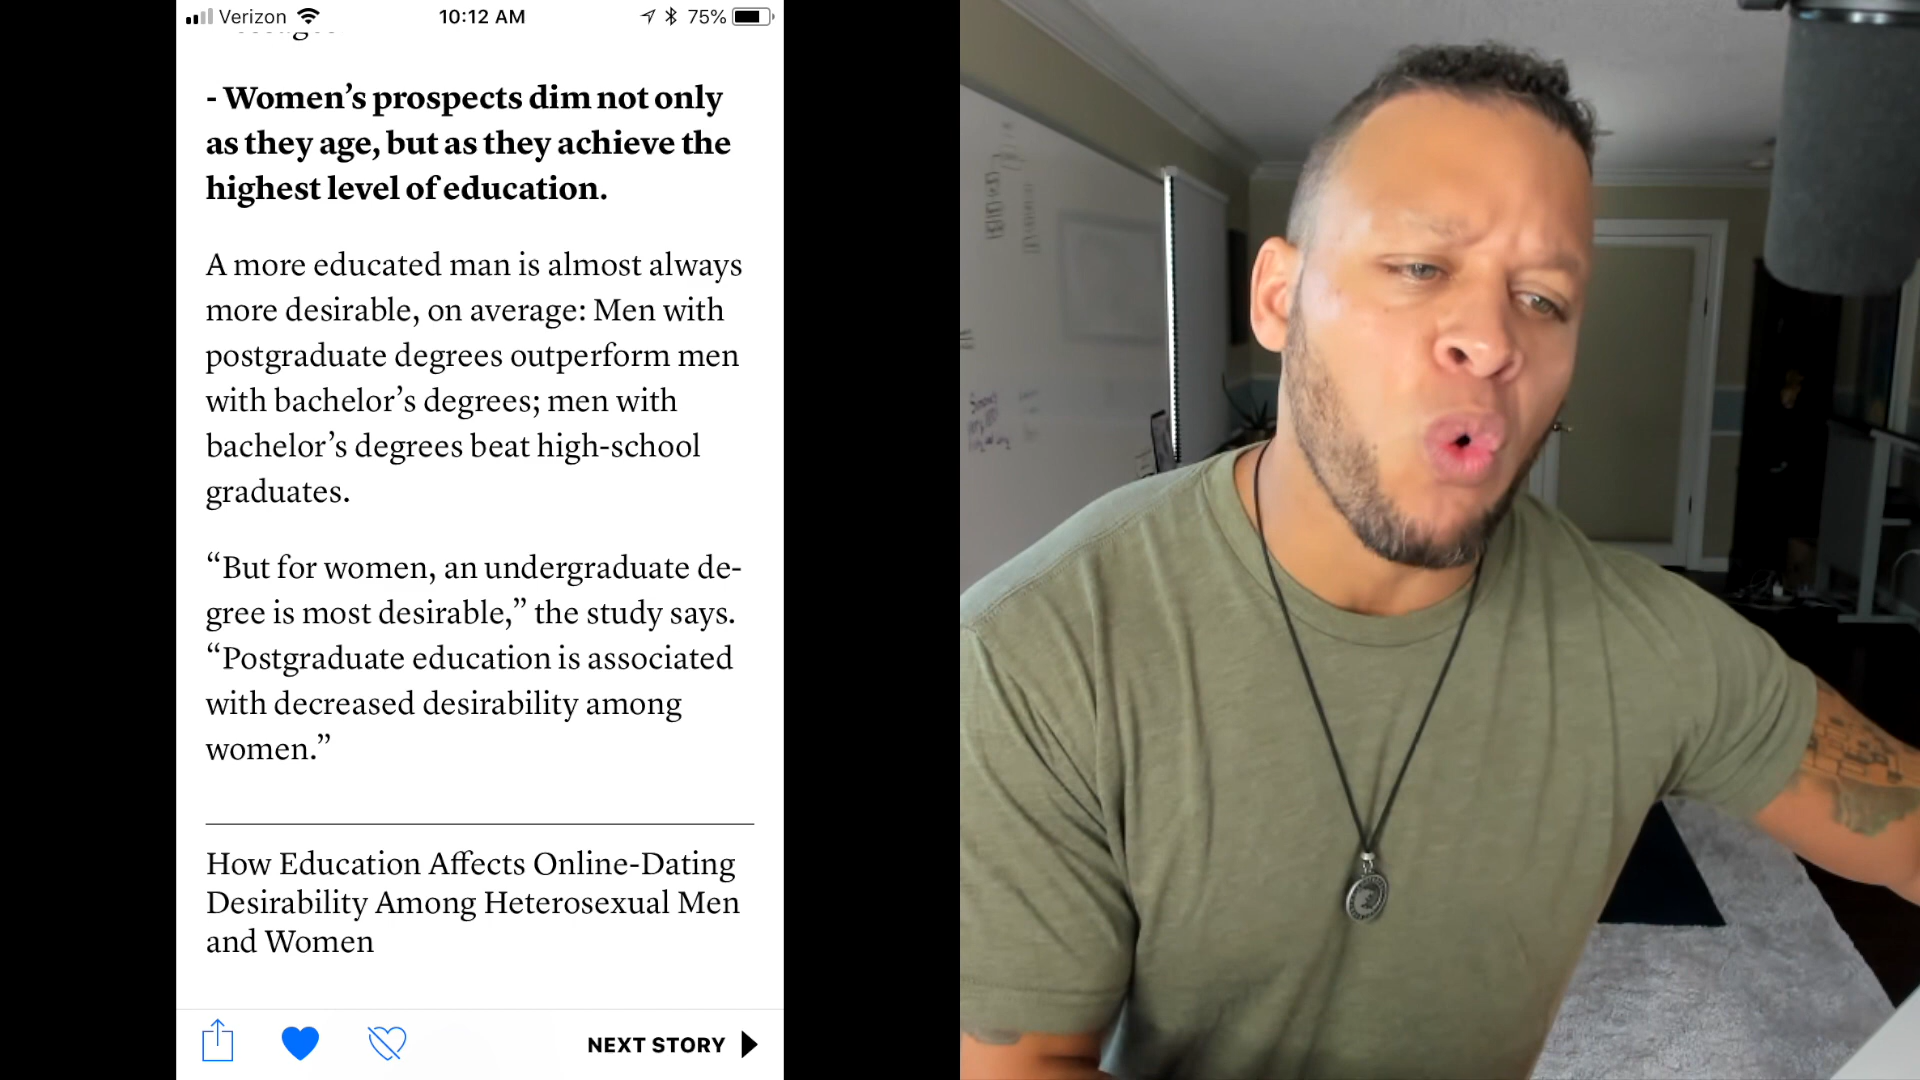 Verizon 10:12 AM 75%
- Women’s prospects dim not only
as they age, but as they achieve the
highest level of education.
A more educated man is almost always
more desirable, on average: Men with
postgraduate degrees outperform men
with bachelor’s degrees; men with
bachelor’s degrees beat high-school
graduates.
“But for women, an undergraduate de-
gree is most desirable,” the study says.
“Postgraduate education is associated
with decreased desirability among
women.”
How Education Affects Online-Dating
Desirability Among Heterosexual Men
and Women
NEXT STORY